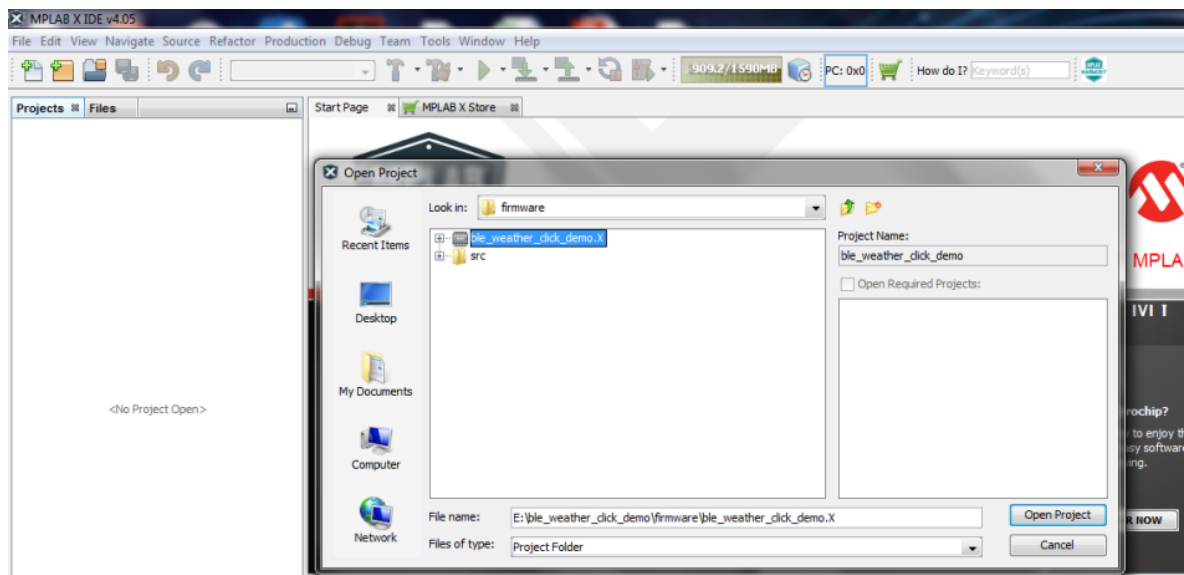 MPLAB X IDE v4.05
File Edit View Navigate Source Refactor Production Debug Team Tools Window Help
909.2/1590MB PC: 0x0 How do I? Keyword(s)
Projects Files Start Page MPLAB X Store
Open Project
Look in: firmware
Recent Items
ble_weather_click_demo.X
src
Project Name:
ble_weather_click_demo
Open Required Projects:
Desktop
My Documents
Computer
Network
<No Project Open>
File name: E:\ble_weather_click_demo\firmware\ble_weather_click_demo.X
Open Project
Files of type: Project Folder
Cancel
MPLA
rochip?
to enjoy th
sy software
ing.
R NOW